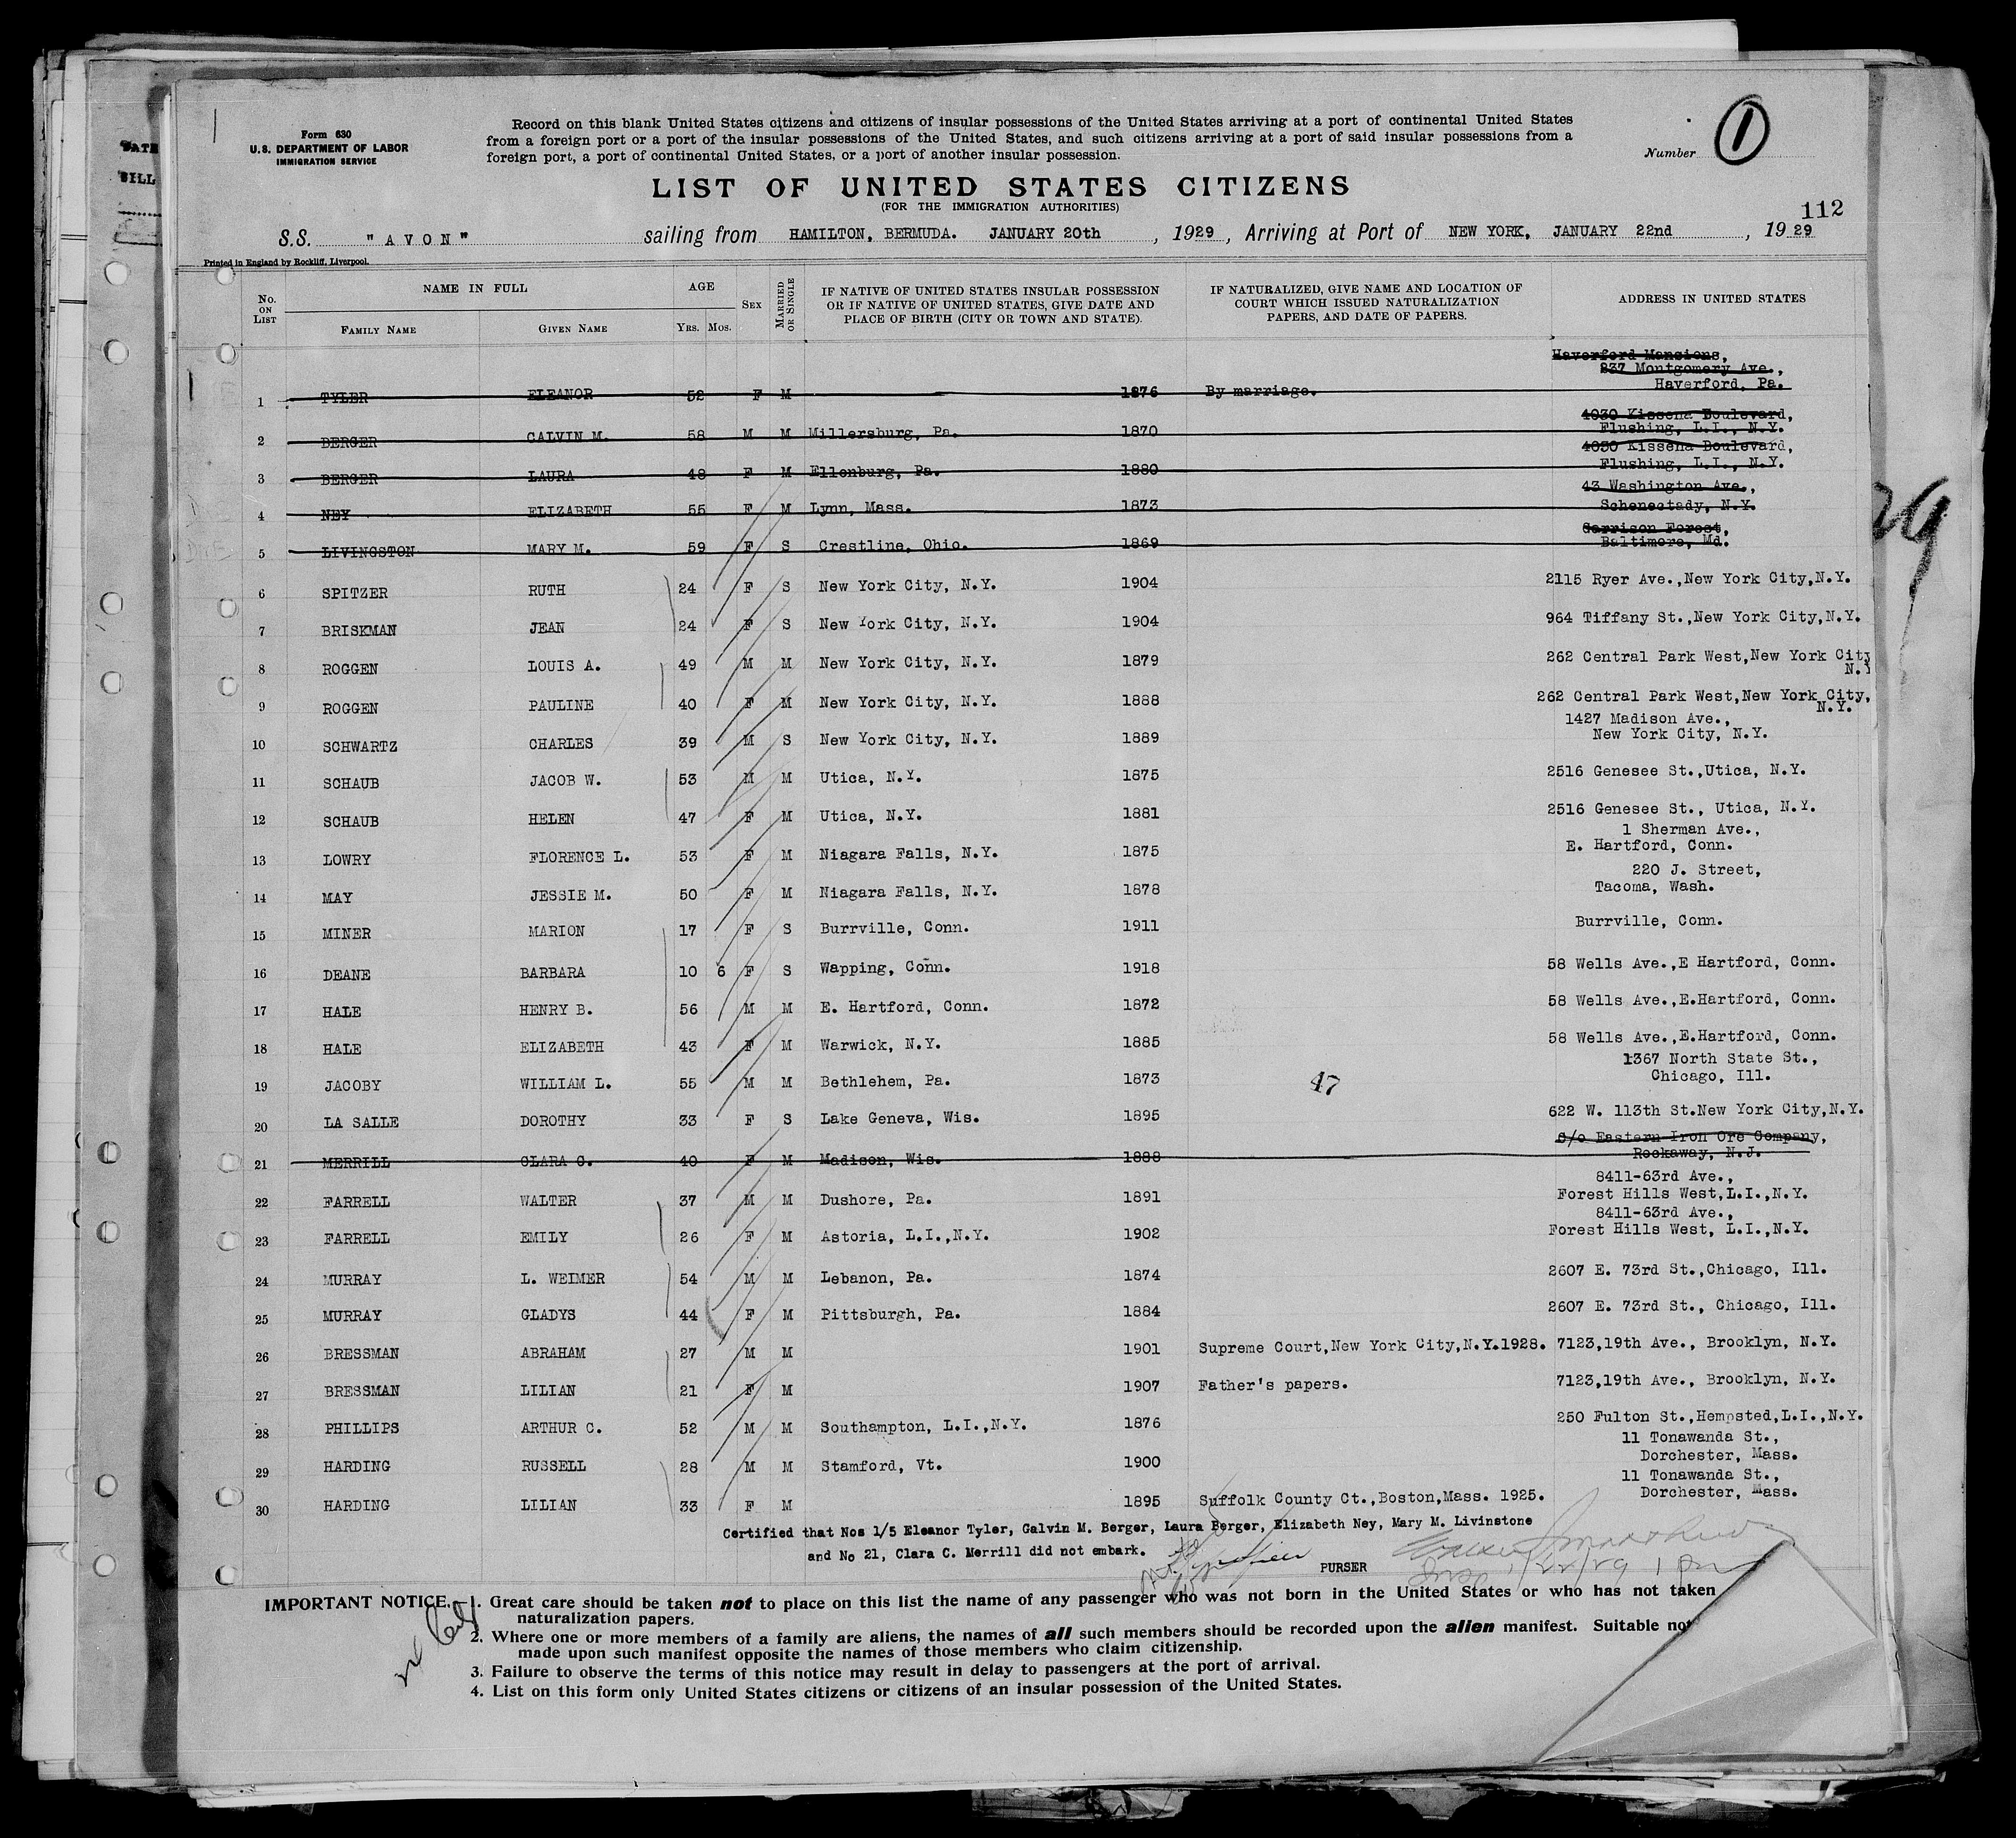 Form 630
U.S. DEPARTMENT OF LABOR
IMMIGRATION SERVICE
Record on this blank United States citizens and citizens of insular possessions of the United States arriving at a port of continental United States
from a foreign port or a port of the insular possessions of the United States, and such citizens arriving at a port of said insular possessions from a
foreign port, a port of continental United States, or a port of another insular possession.
Number 1
LIST OF UNITED STATES CITIZENS
(FOR THE IMMIGRATION AUTHORITIES)
112
S.S. "AVON" sailing from HAMILTON, BERMUDA. JANUARY 20th, 1929, Arriving at Port of NEW YORK, JANUARY 22nd, 1929
Printed in England by Rockliff, Liverpool.
No. ON LIST
NAME IN FULL
FAMILY NAME GIVEN NAME
AGE
YRS. MOS.
SEX
MARRIED OR SINGLE
IF NATIVE OF UNITED STATES INSULAR POSSESSION
OR IF NATIVE OF UNITED STATES, GIVE DATE AND
PLACE OF BIRTH (CITY OR TOWN AND STATE).
IF NATURALIZED, GIVE NAME AND LOCATION OF
COURT WHICH ISSUED NATURALIZATION
PAPERS, AND DATE OF PAPERS.
ADDRESS IN UNITED STATES
Haverford Mansions,
237 Montgomery Ave.,
Haverford, Pa.
1 TYLER ELEANOR 52 F M 1876 By marriage.
4030 Kissena Boulevard,
2 BERGER CALVIN M. 58 M M Millersburg, Pa. 1870 Flushing, L.I., N.Y.
4030 Kissena Boulevard,
3 BERGER LAURA 48 F M Ellenburg, Pa. 1880 Flushing, L.I., N.Y.
43 Washington Ave.,
4 NEY ELIZABETH 55 F M Lynn, Mass. 1873 Schenectady, N.Y.
Garrison Forest,
5 LIVINGSTON MARY M. 59 F S Crestline, Ohio. 1869 Baltimore, Md.
29
6 SPITZER RUTH 24 F S New York City, N.Y. 1904 2115 Ryer Ave.,New York City,N.Y.
7 BRISKMAN JEAN 24 F S New York City, N.Y. 1904 964 Tiffany St.,New York City,N.Y.
8 ROGGEN LOUIS A. 49 M M New York City, N.Y. 1879 262 Central Park West,New York City
N.Y
9 ROGGEN PAULINE 40 F M New York City, N.Y. 1888 262 Central Park West,New York City,
N.Y.
1427 Madison Ave.,
10 SCHWARTZ CHARLES 39 M S New York City, N.Y. 1889 New York City, N.Y.
11 SCHAUB JACOB W. 53 M M Utica, N.Y. 1875 2516 Genesee St.,Utica, N.Y.
12 SCHAUB HELEN 47 F M Utica, N.Y. 1881 2516 Genesee St., Utica, N.Y.
1 Sherman Ave.,
13 LOWRY FLORENCE L. 53 F M Niagara Falls, N.Y. 1875 E. Hartford, Conn.
220 J. Street,
14 MAY JESSIE M. 50 F M Niagara Falls, N.Y. 1878 Tacoma, Wash.
15 MINER MARION 17 F S Burrville, Conn. 1911 Burrville, Conn.
16 DEANE BARBARA 10 6 F S Wapping, Conn. 1918 58 Wells Ave.,E Hartford, Conn.
17 HALE HENRY B. 56 M M E. Hartford, Conn. 1872 58 Wells Ave.,E.Hartford, Conn.
18 HALE ELIZABETH 43 F M Warwick, N.Y. 1885 58 Wells Ave.,E.Hartford, Conn.
1367 North State St.,
19 JACOBY WILLIAM L. 55 M M Bethlehem, Pa. 1873 47 Chicago, Ill.
20 LA SALLE DOROTHY 33 F S Lake Geneva, Wis. 1895 622 W. 113th St.New York City,N.Y.
C/o Eastern Iron Ore Company,
21 MERRILL CLARA C. 40 F M Madison, Wis. 1888 Rockaway, N.J.
8411-63rd Ave.,
22 FARRELL WALTER 37 M M Dushore, Pa. 1891 Forest Hills West,L.I.,N.Y.
8411-63rd Ave.,
23 FARRELL EMILY 26 F M Astoria, L.I.,N.Y. 1902 Forest Hills West, L.I.,N.Y.
24 MURRAY L. WEIMER 54 M M Lebanon, Pa. 1874 2607 E. 73rd St.,Chicago, Ill.
25 MURRAY GLADYS 44 F M Pittsburgh, Pa. 1884 2607 E. 73rd St., Chicago, Ill.
26 BRESSMAN ABRAHAM 27 M M 1901 Supreme Court,New York City,N.Y.1928. 7123,19th Ave., Brooklyn, N.Y.
27 BRESSMAN LILIAN 21 F M 1907 Father's papers. 7123,19th Ave., Brooklyn, N.Y.
28 PHILLIPS ARTHUR C. 52 M M Southampton, L.I.,N.Y. 1876 250 Fulton St.,Hempsted,L.I.,N.Y.
11 Tonawanda St.,
29 HARDING RUSSELL 28 M M Stamford, Vt. 1900 Dorchester, Mass.
11 Tonawanda St.,
30 HARDING LILIAN 33 F M 1895 Suffolk County Ct.,Boston,Mass. 1925. Dorchester, Mass.
Certified that Nos 1/5 Eleanor Tyler, Galvin M. Berger, Laura Berger, Elizabeth Ney, Mary M. Livinstone
and No 21, Clara C. Merrill did not embark.
PURSER
1/22/29
IMPORTANT NOTICE. 1. Great care should be taken not to place on this list the name of any passenger who was not born in the United States or who has not taken
naturalization papers.
2. Where one or more members of a family are aliens, the names of all such members should be recorded upon the alien manifest. Suitable not
made upon such manifest opposite the names of those members who claim citizenship.
3. Failure to observe the terms of this notice may result in delay to passengers at the port of arrival.
4. List on this form only United States citizens or citizens of an insular possession of the United States.